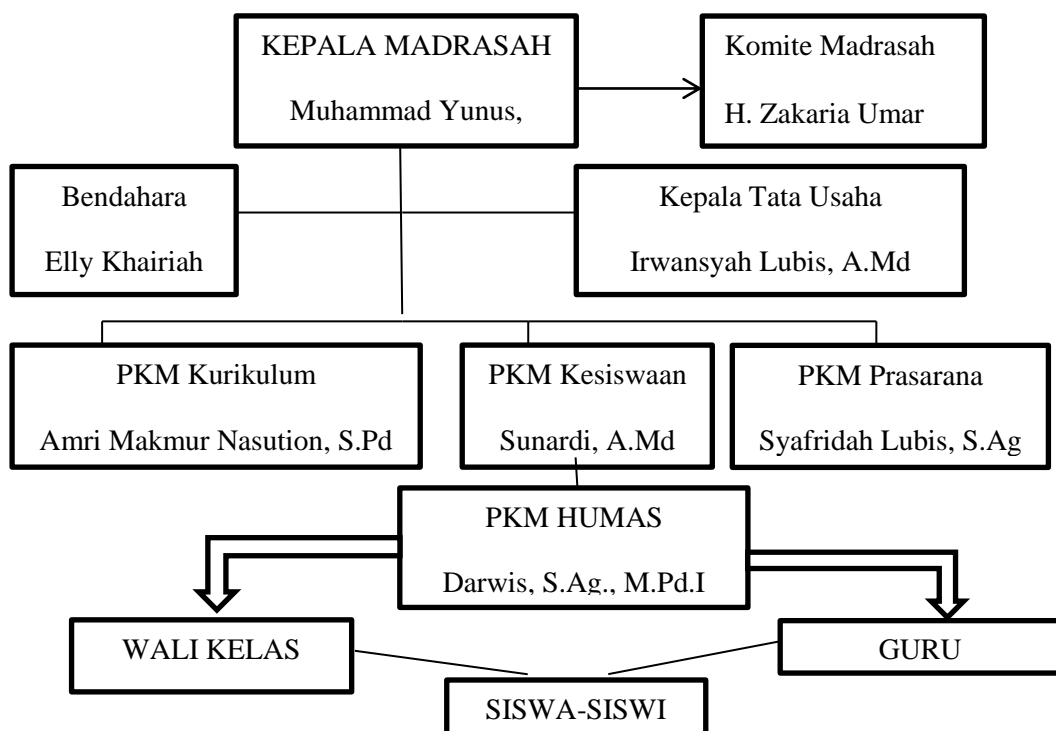 KEPALA MADRASAH
Muhammad Yunus,
Komite Madrasah
H. Zakaria Umar
Bendahara
Elly Khairiah
Kepala Tata Usaha
Irwansyah Lubis, A.Md
PKM Kurikulum
Amri Makmur Nasution, S.Pd
PKM Kesiswaan
Sunardi, A.Md
PKM Prasarana
Syafridah Lubis, S.Ag
PKM HUMAS
Darwis, S.Ag., M.Pd.I
WALI KELAS
GURU
SISWA-SISWI